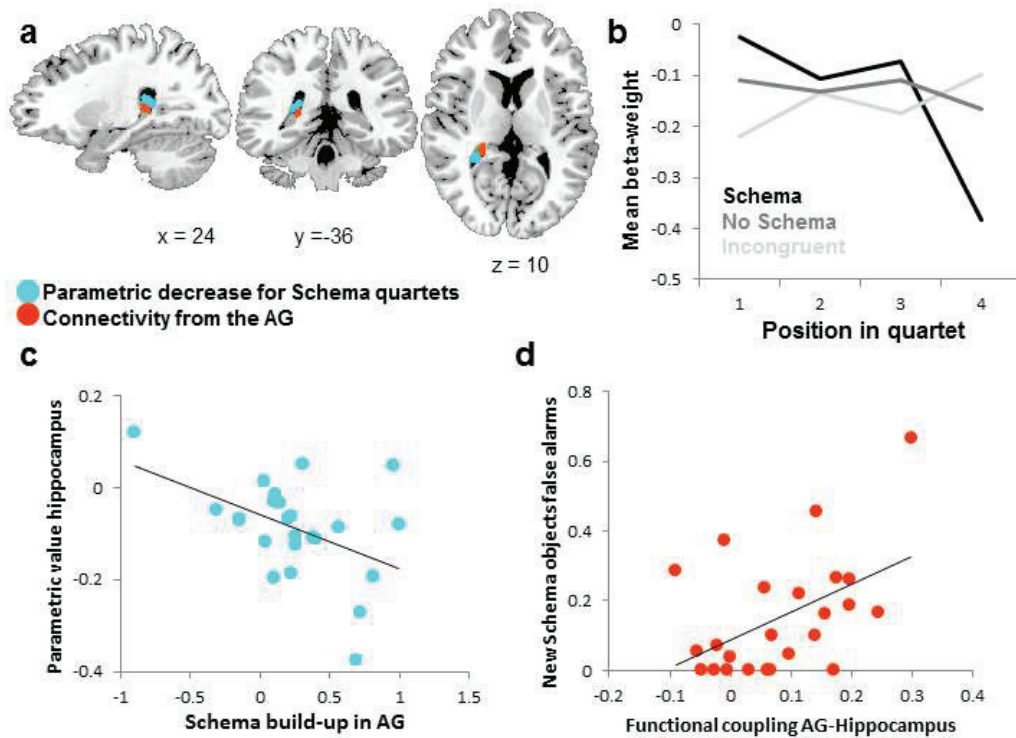 a
x = 24
y =-36
z = 10
Parametric decrease for Schema quartets
Connectivity from the AG
b
Mean beta-weight
0
-0.1
-0.2
-0.3
-0.4
-0.5
Schema
No Schema
Incongruent
1 2 3 4
Position in quartet
c
Parametric value hippocampus
0.2
0
-0.2
-0.4
-1 -0.5 0 0.5 1 1.5
Schema build-up in AG
d
New Schema objects false alarms
0.8
0.6
0.4
0.2
0
-0.2 -0.1 0 0.1 0.2 0.3 0.4
Functional coupling AG-Hippocampus